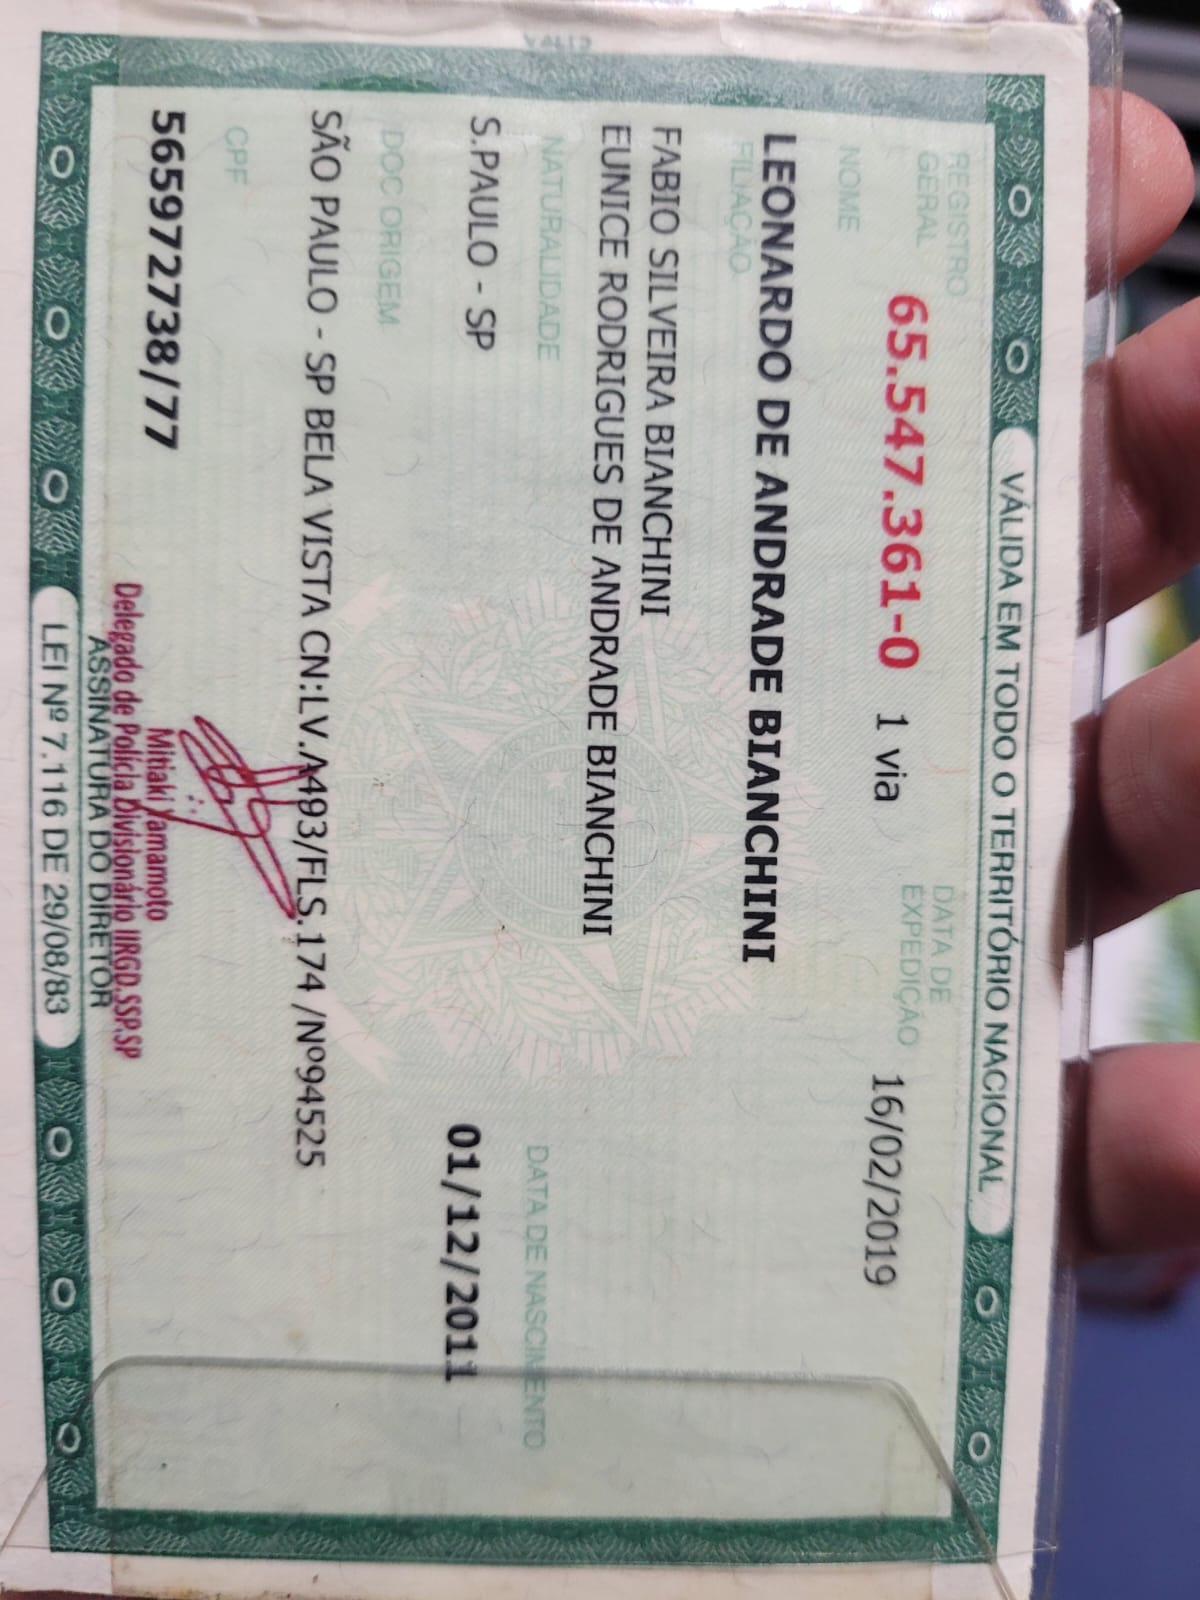 VÁLIDA EM TODO O TERRITÓRIO NACIONAL
REGISTRO GERAL 65.547.361-0 1 via DATA DE EXPEDIÇÃO 16/02/2019
NOME
LEONARDO DE ANDRADE BIANCHINI
FILIAÇÃO
FABIO SILVEIRA BIANCHINI
EUNICE RODRIGUES DE ANDRADE BIANCHINI
NATURALIDADE DATA DE NASCIMENTO
S.PAULO - SP 01/12/2011
DOC ORIGEM
SÃO PAULO - SP BELA VISTA CN:LV.A493/FLS.174 /Nº94525
CPF
565972738/77
Mitiaki Yamamoto
Delegado de Polícia Divisionário IIRGD.SSP.SP
ASSINATURA DO DIRETOR
LEI Nº 7.116 DE 29/08/83